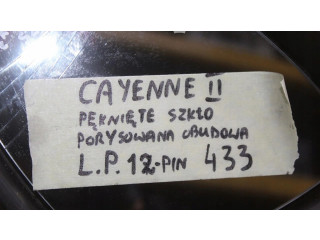 CAYENNE II
PĘKNIĘTE SZKŁO
PORYSOWANA OBUDOWA
L.P. 12-PIN 433